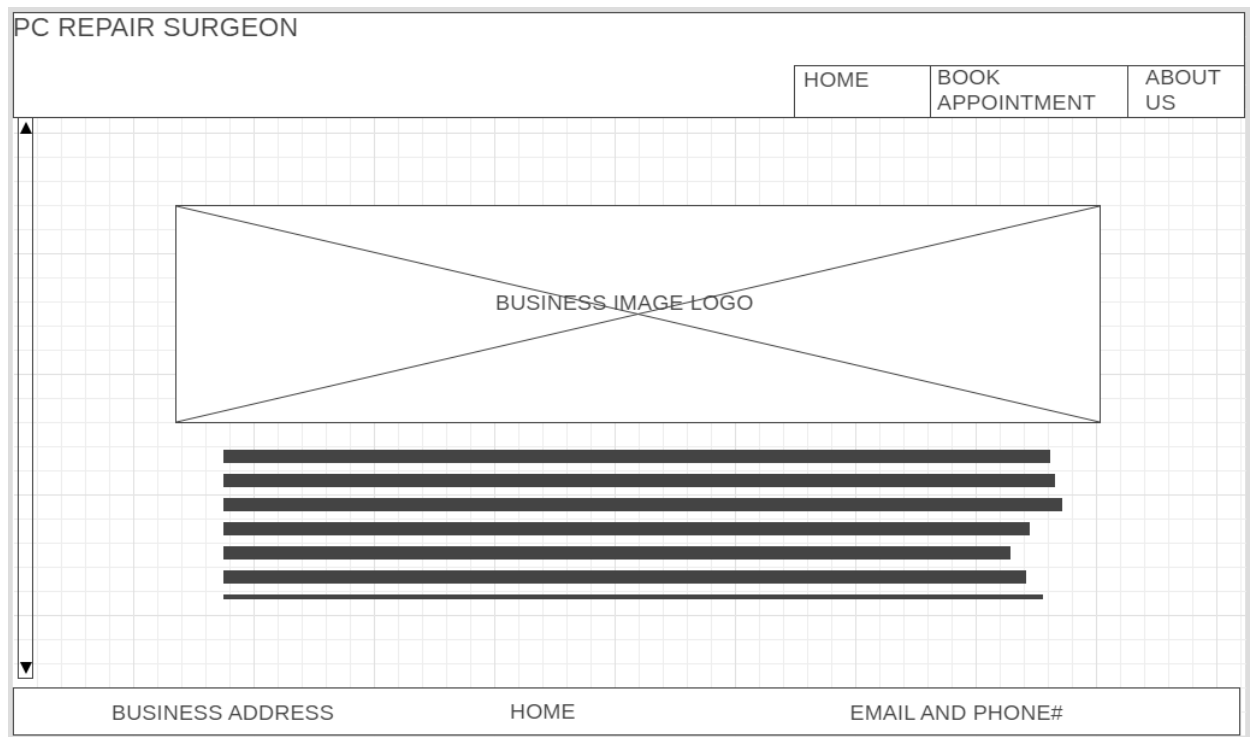 PC REPAIR SURGEON
HOME
BOOK
APPOINTMENT
ABOUT
US
BUSINESS IMAGE LOGO
BUSINESS ADDRESS
HOME
EMAIL AND PHONE#